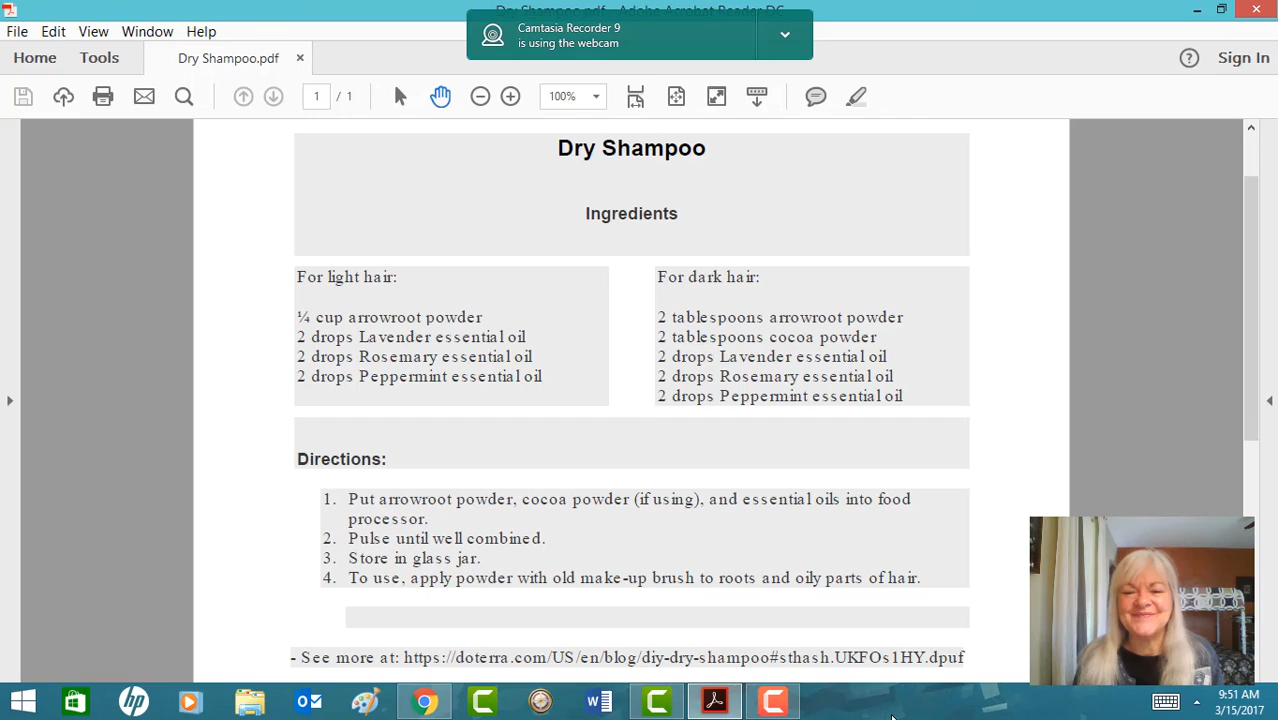 Dry Shampoo.pdf - Adobe Acrobat Reader DC
Camtasia Recorder 9
is using the webcam
File Edit View Window Help
Home Tools Dry Shampoo.pdf × Sign In
1 / 1 100%
Dry Shampoo
Ingredients
For light hair:
¼ cup arrowroot powder
2 drops Lavender essential oil
2 drops Rosemary essential oil
2 drops Peppermint essential oil
For dark hair:
2 tablespoons arrowroot powder
2 tablespoons cocoa powder
2 drops Lavender essential oil
2 drops Rosemary essential oil
2 drops Peppermint essential oil
Directions:
1. Put arrowroot powder, cocoa powder (if using), and essential oils into food
processor.
2. Pulse until well combined.
3. Store in glass jar.
4. To use, apply powder with old make-up brush to roots and oily parts of hair.
- See more at: https://doterra.com/US/en/blog/diy-dry-shampoo#sthash.UKFOs1HY.dpuf
9:51 AM
3/15/2017